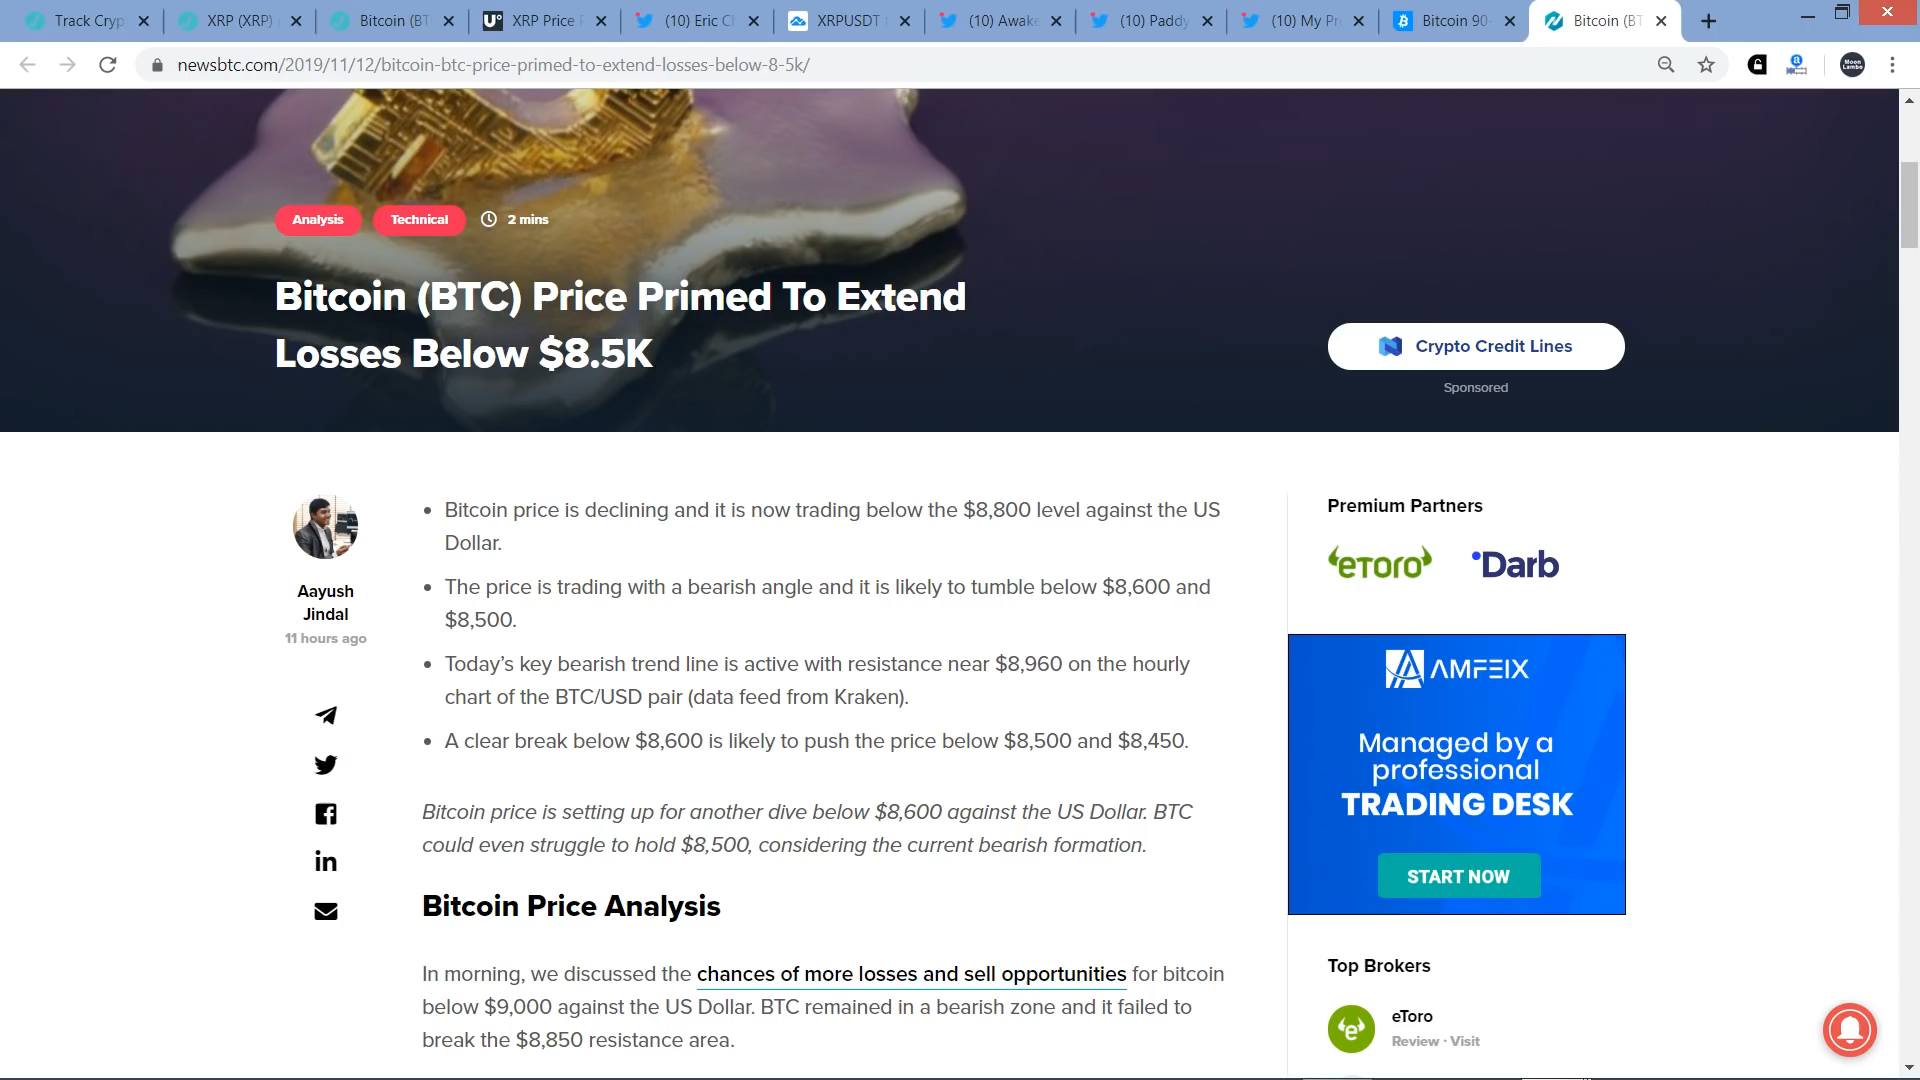 Track Cryp
XRP (XRP)
Bitcoin (BT
XRP Price
(10) Eric C
XRPUSDT
(10) Awake
(10) Paddy
(10) My Pr
Bitcoin 90-
Bitcoin (BT
newsbtc.com/2019/11/12/bitcoin-btc-price-primed-to-extend-losses-below-8-5k/
Analysis
Technical
2 mins
Bitcoin (BTC) Price Primed To Extend
Losses Below $8.5K
Crypto Credit Lines
Sponsored
Aayush
Jindal
11 hours ago
• Bitcoin price is declining and it is now trading below the $8,800 level against the US
Dollar.
• The price is trading with a bearish angle and it is likely to tumble below $8,600 and
$8,500.
• Today’s key bearish trend line is active with resistance near $8,960 on the hourly
chart of the BTC/USD pair (data feed from Kraken).
• A clear break below $8,600 is likely to push the price below $8,500 and $8,450.
Bitcoin price is setting up for another dive below $8,600 against the US Dollar. BTC
could even struggle to hold $8,500, considering the current bearish formation.
Bitcoin Price Analysis
In morning, we discussed the chances of more losses and sell opportunities for bitcoin
below $9,000 against the US Dollar. BTC remained in a bearish zone and it failed to
break the $8,850 resistance area.
Premium Partners
eToro
Darb
AMFEIX
Managed by a
professional
TRADING DESK
START NOW
Top Brokers
eToro
Review · Visit